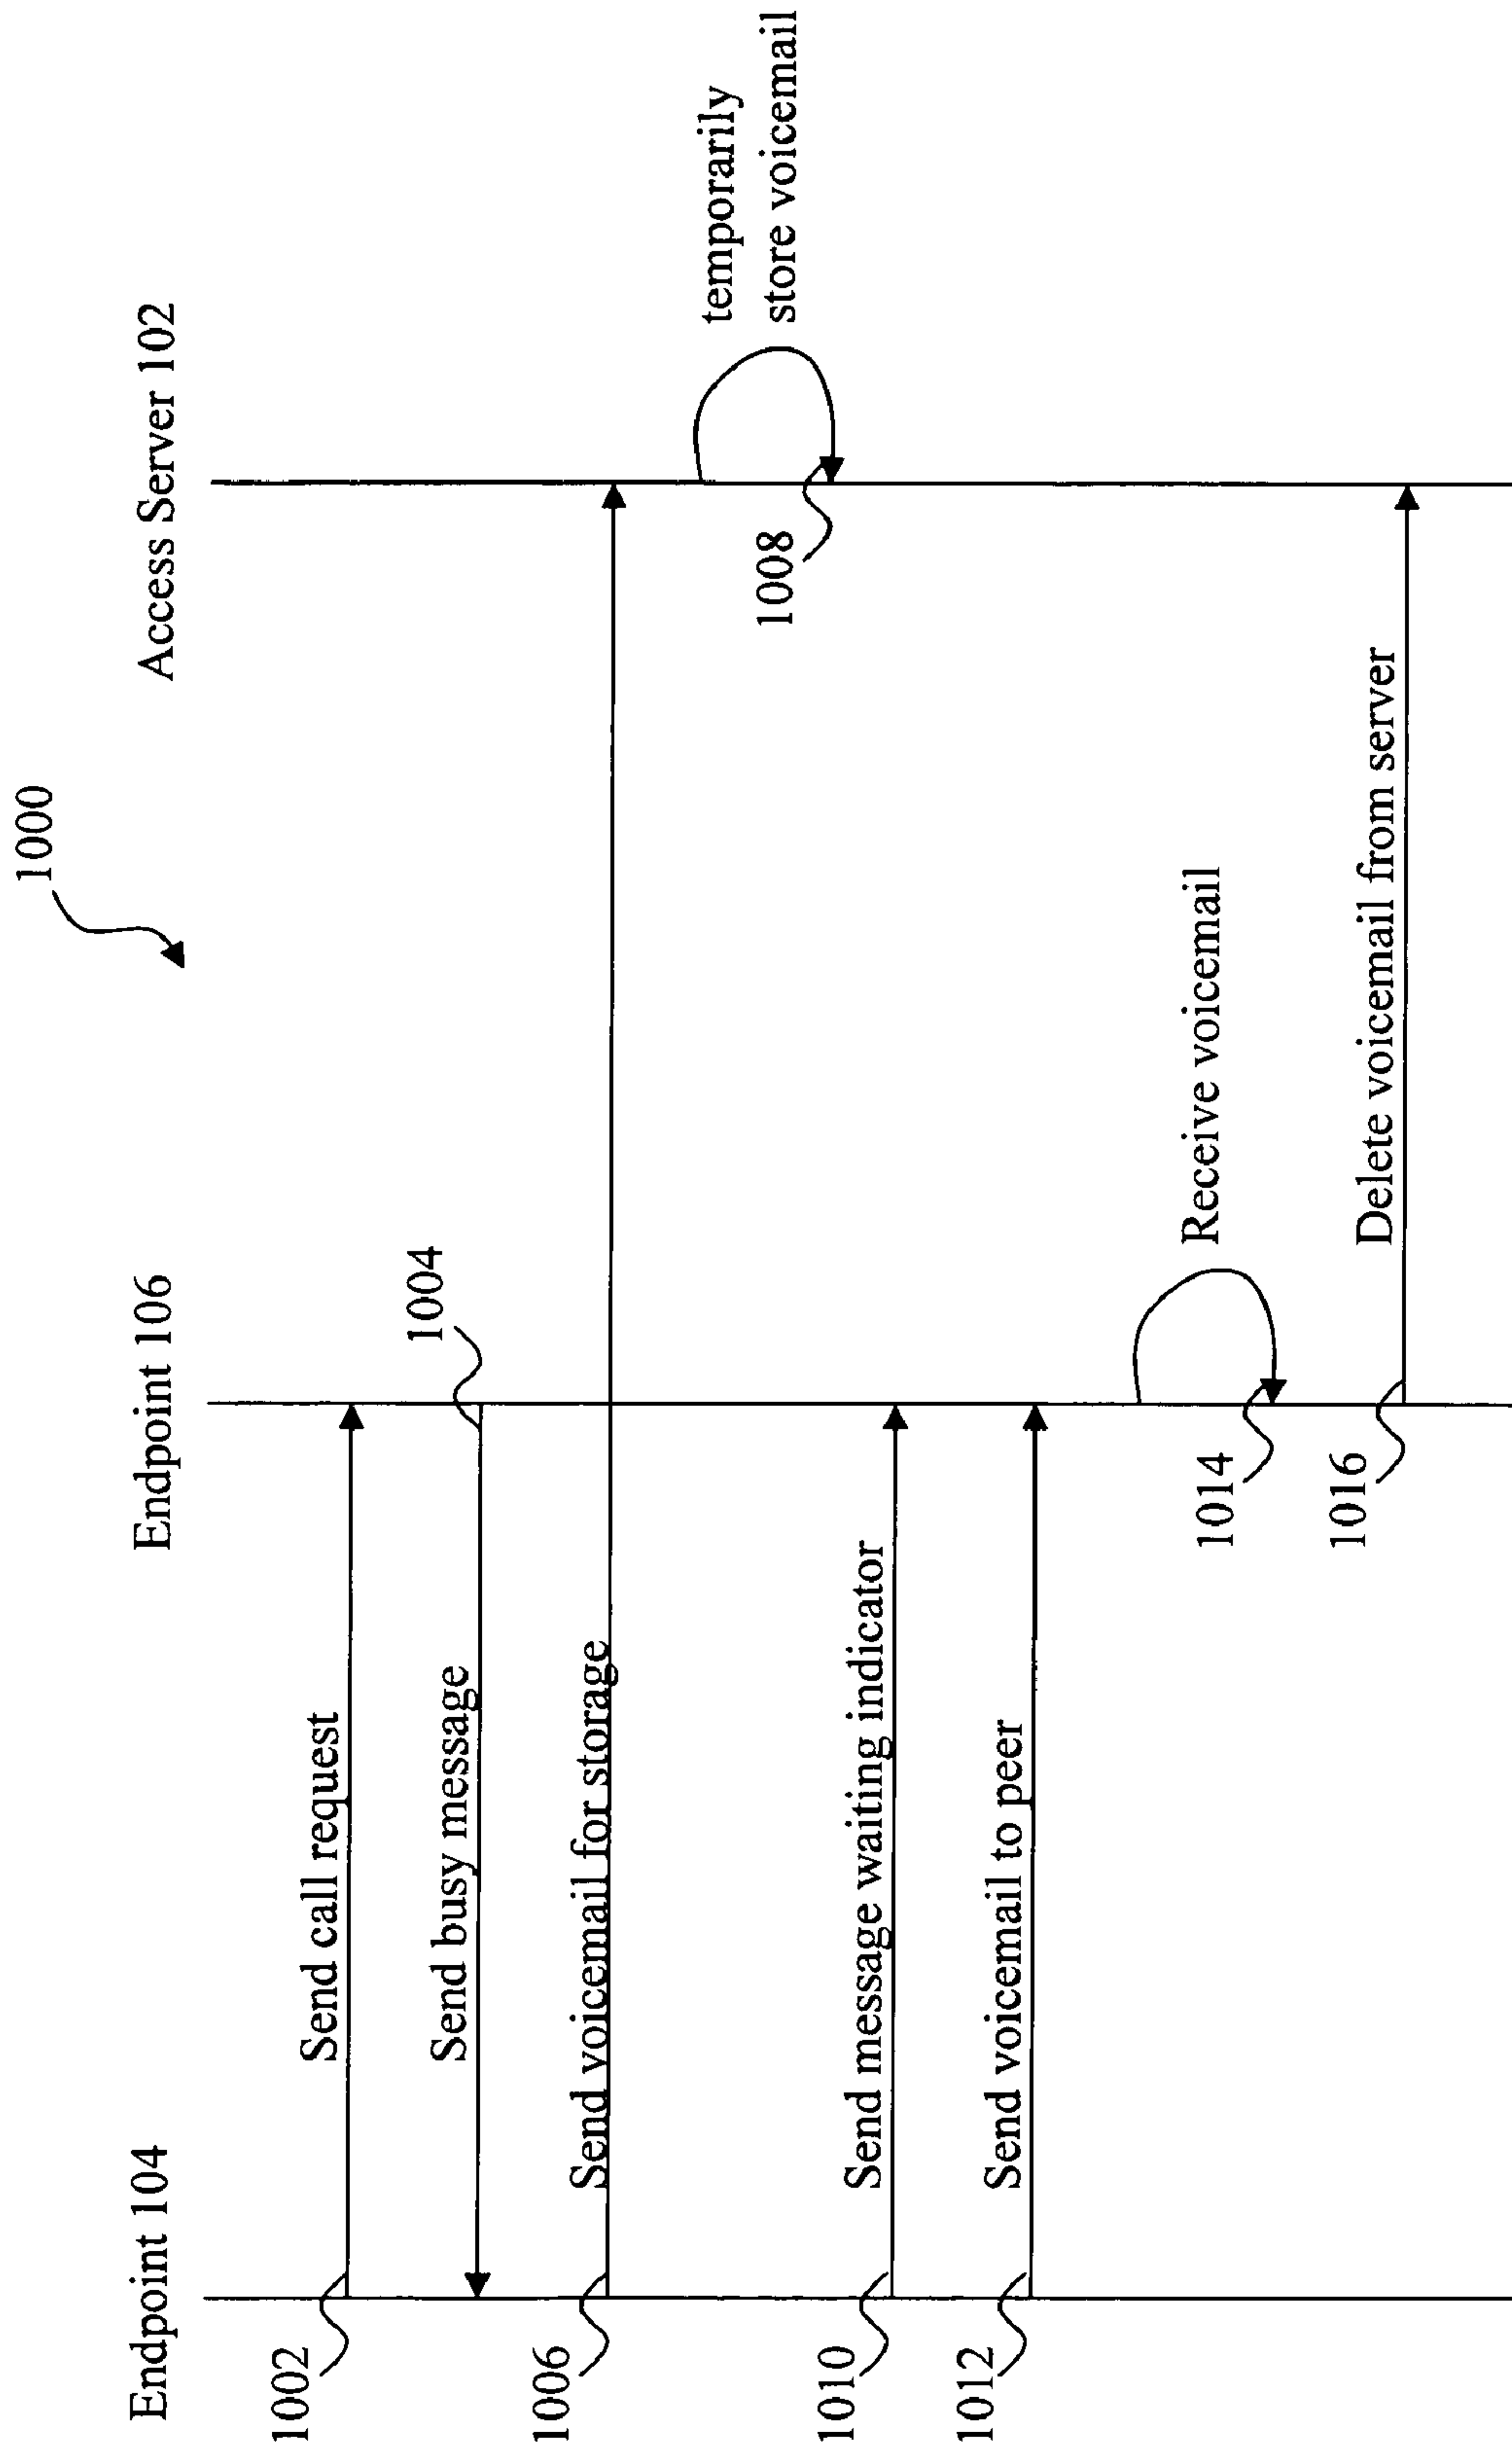 1000
Endpoint 104
Endpoint 106
Access Server 102
1002
Send call request
1004
Send busy message
1006
Send voicemail for storage
temporarily
store voicemail
1008
1010
Send message waiting indicator
1012
Send voicemail to peer
Receive voicemail
1014
1016
Delete voicemail from server